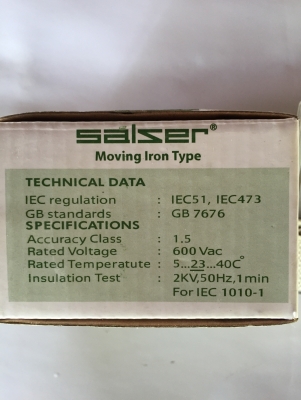 salzer®
Moving Iron Type
TECHNICAL DATA
IEC regulation : IEC51, IEC473
GB standards : GB 7676
SPECIFICATIONS
Accuracy Class : 1.5
Rated Voltage : 600 Vac
Rated Temperatute : 5...23...40C°
Insulation Test : 2KV,50Hz,1min
For IEC 1010-1